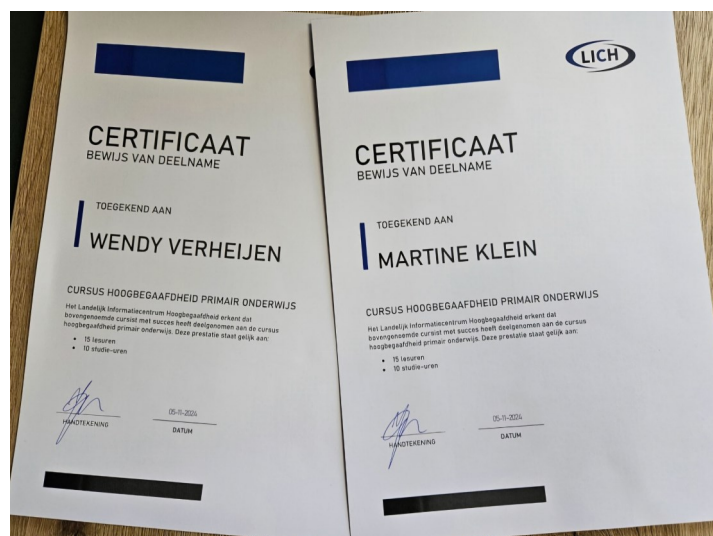 CERTIFICAAT
BEWIJS VAN DEELNAME
TOEGEKEND AAN
WENDY VERHEIJEN
CURSUS HOOGBEGAAFDHEID PRIMAIR ONDERWIJS
Het Landelijk Informatiecentrum Hoogbegaafdheid erkent dat
bovengenoemde cursist met succes heeft deelgenomen aan de cursus
hoogbegaafdheid primair onderwijs. Deze prestatie staat gelijk aan:
• 15 lesuren
• 10 studie-uren
05-11-2024
HANDTEKENING
DATUM
LICH
CERTIFICAAT
BEWIJS VAN DEELNAME
TOEGEKEND AAN
MARTINE KLEIN
CURSUS HOOGBEGAAFDHEID PRIMAIR ONDERWIJS
Het Landelijk Informatiecentrum Hoogbegaafdheid erkent dat
bovengenoemde cursist met succes heeft deelgenomen aan de cursus
hoogbegaafdheid primair onderwijs. Deze prestatie staat gelijk aan:
• 15 lesuren
• 10 studie-uren
05-11-2024
HANDTEKENING
DATUM